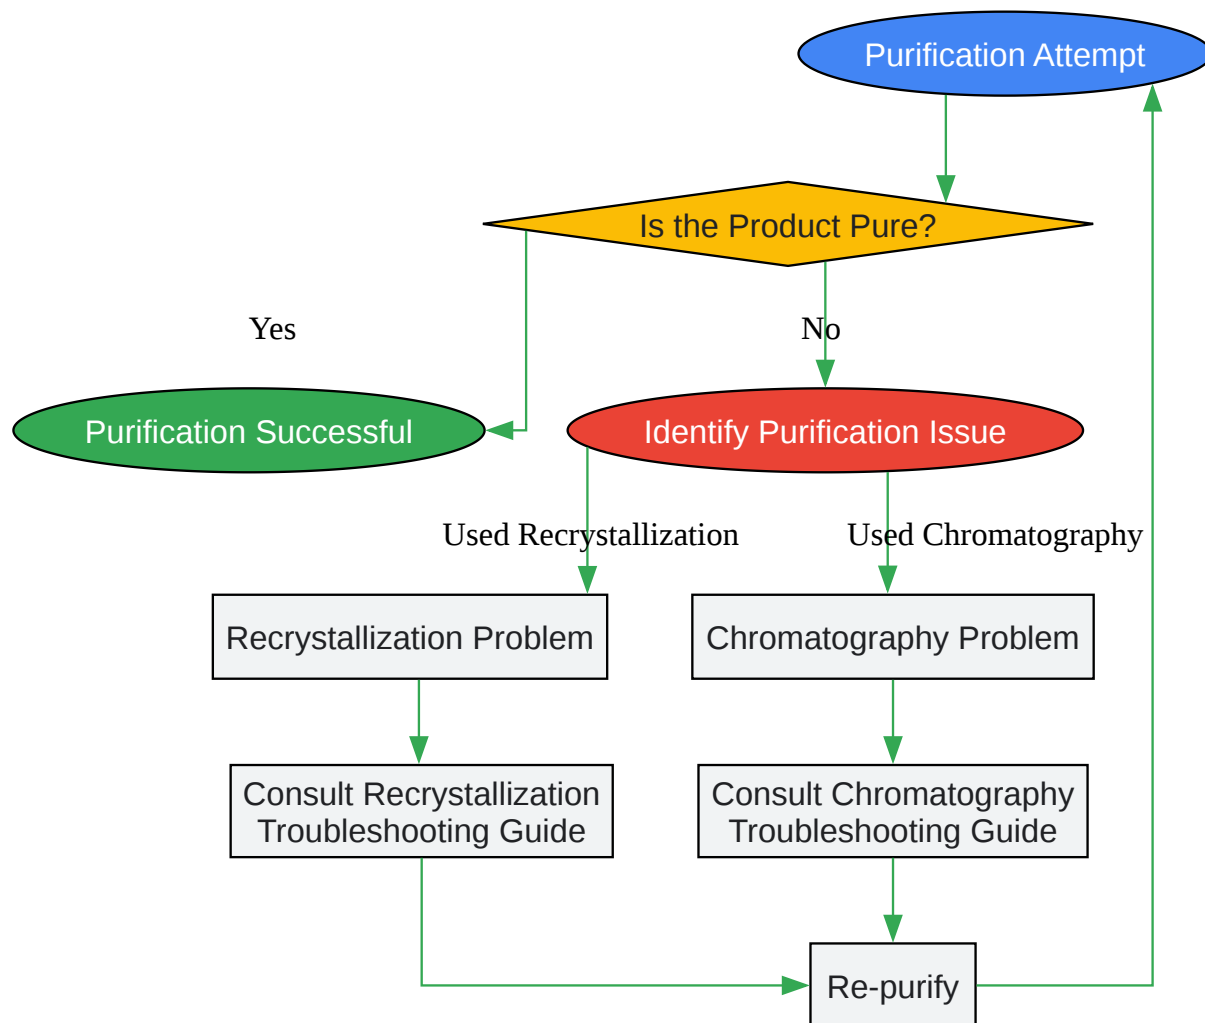 Purification Attempt
Is the Product Pure?
Yes
No
Purification Successful
Identify Purification Issue
Used Recrystallization
Used Chromatography
Recrystallization Problem
Chromatography Problem
Consult Recrystallization
Troubleshooting Guide
Consult Chromatography
Troubleshooting Guide
Re-purify